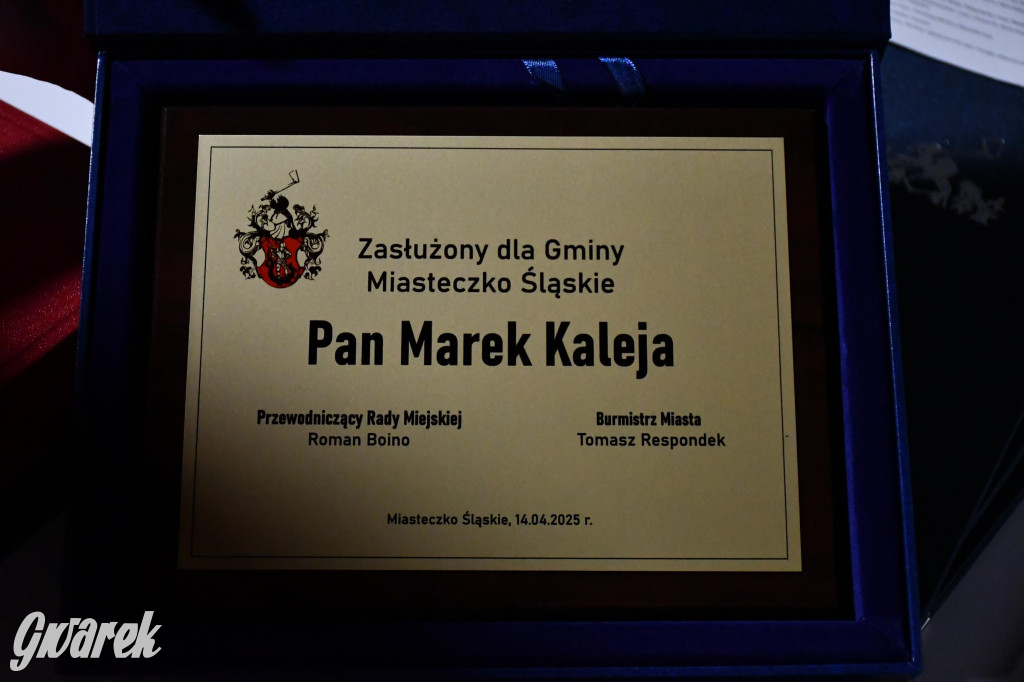 Zasłużony dla Gminy
Miasteczko Śląskie
Pan Marek Kaleja
Przewodniczący Rady Miejskiej
Roman Boino
Burmistrz Miasta
Tomasz Respondek
Miasteczko Śląskie, 14.04.2025 r.
Gwarek